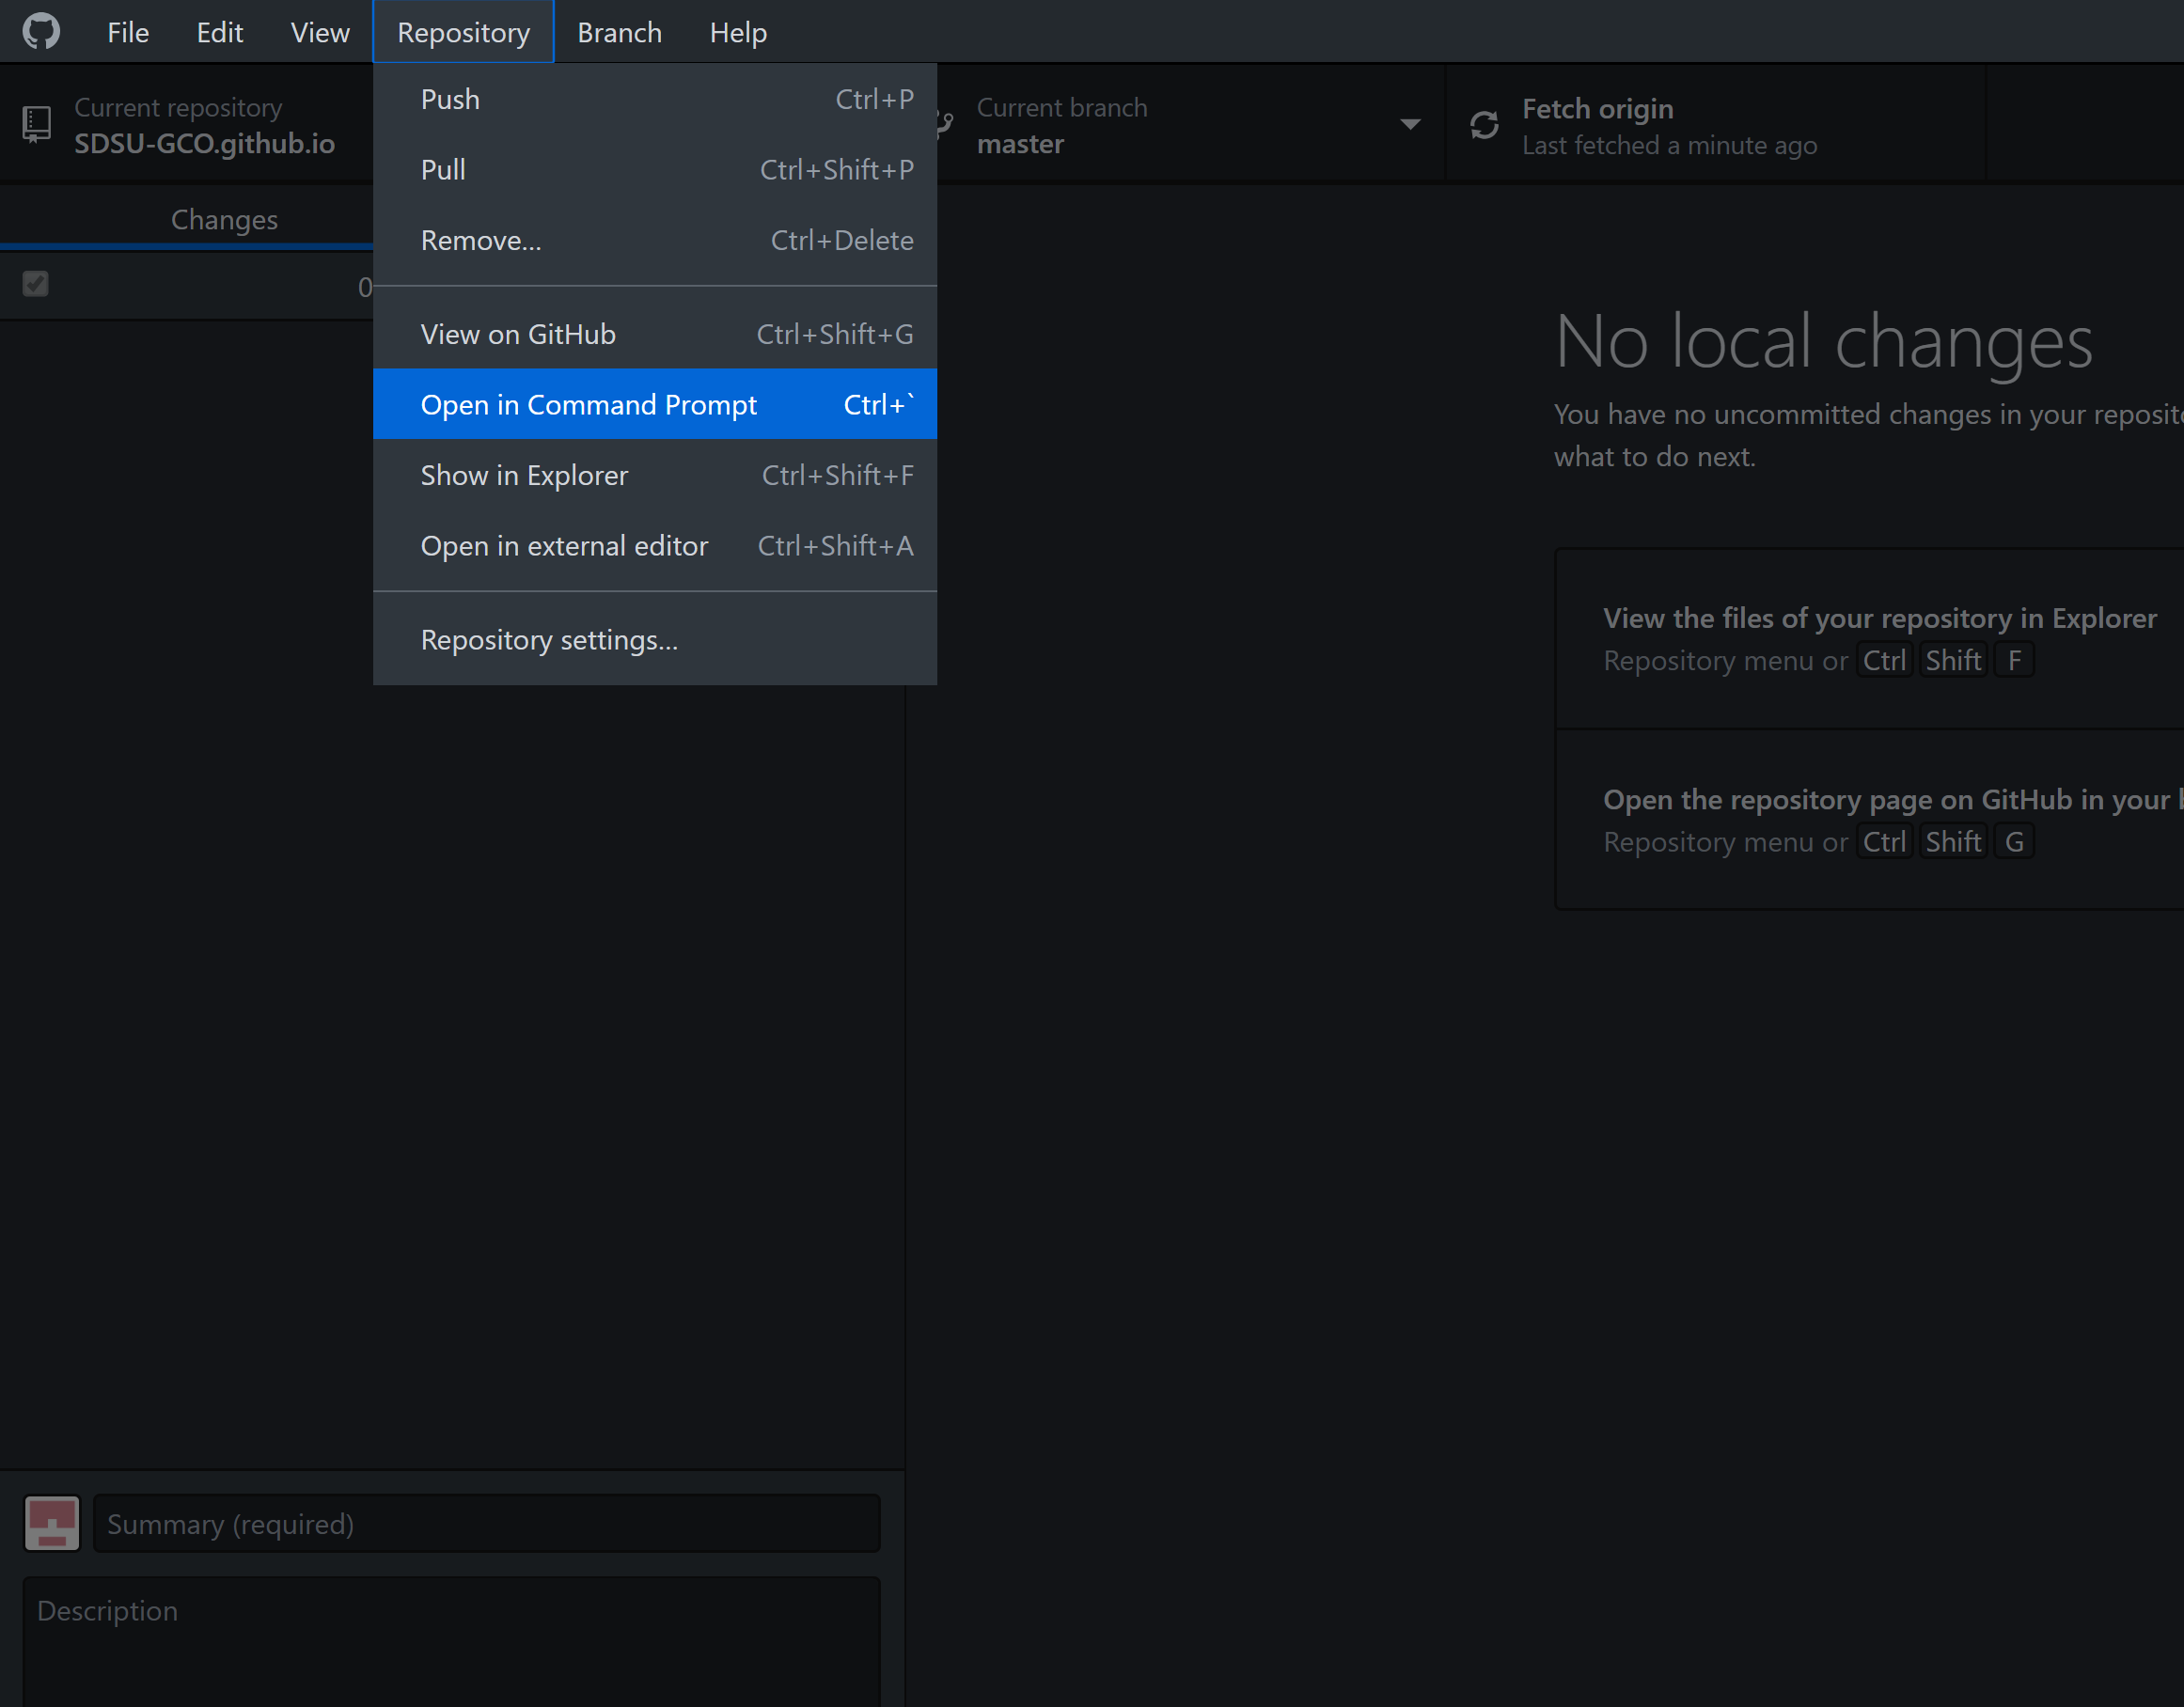 File Edit View Repository Branch Help
Current repository
SDSU-GCO.github.io
Current branch
master
Fetch origin
Last fetched a minute ago
Changes
0
Push Ctrl+P
Pull Ctrl+Shift+P
Remove... Ctrl+Delete
View on GitHub Ctrl+Shift+G
Open in Command Prompt Ctrl+`
Show in Explorer Ctrl+Shift+F
Open in external editor Ctrl+Shift+A
Repository settings...
No local changes
You have no uncommitted changes in your
what to do next.
View the files of your repository in Explorer
Repository menu or Ctrl Shift F
Open the repository page on GitHub in your
Repository menu or Ctrl Shift G
Summary (required)
Description